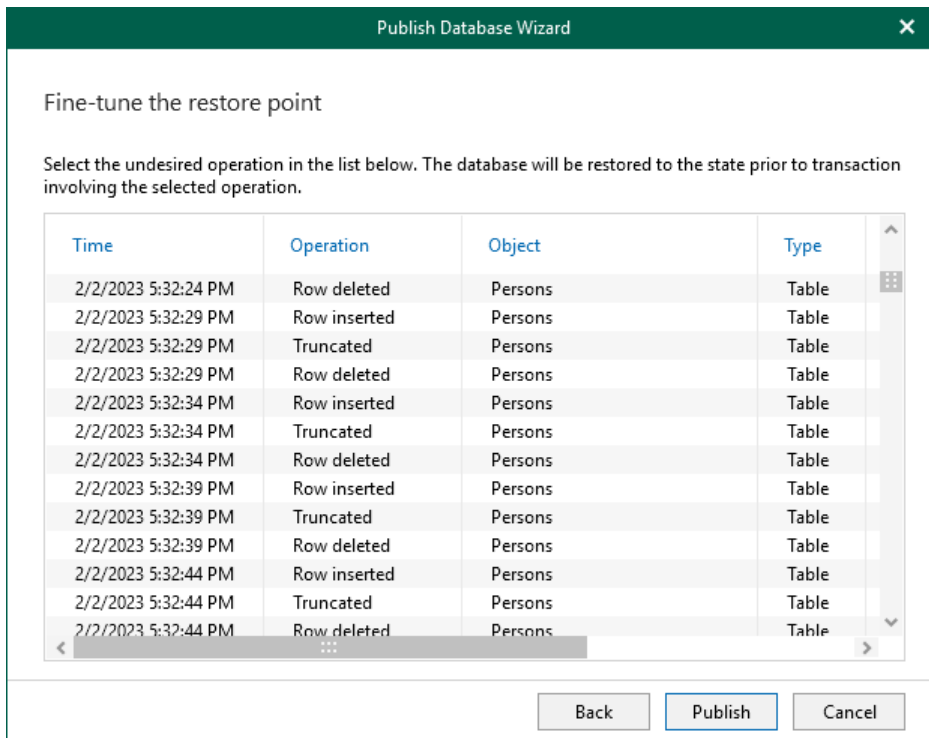 Publish Database Wizard
Fine-tune the restore point
Select the undesired operation in the list below. The database will be restored to the state prior to transaction
involving the selected operation.
Time Operation Object Type
2/2/2023 5:32:24 PM Row deleted Persons Table
2/2/2023 5:32:29 PM Row inserted Persons Table
2/2/2023 5:32:29 PM Truncated Persons Table
2/2/2023 5:32:29 PM Row deleted Persons Table
2/2/2023 5:32:34 PM Row inserted Persons Table
2/2/2023 5:32:34 PM Truncated Persons Table
2/2/2023 5:32:34 PM Row deleted Persons Table
2/2/2023 5:32:39 PM Row inserted Persons Table
2/2/2023 5:32:39 PM Truncated Persons Table
2/2/2023 5:32:39 PM Row deleted Persons Table
2/2/2023 5:32:44 PM Row inserted Persons Table
2/2/2023 5:32:44 PM Truncated Persons Table
2/2/2023 5:32:44 PM Row deleted Persons Table
Back Publish Cancel